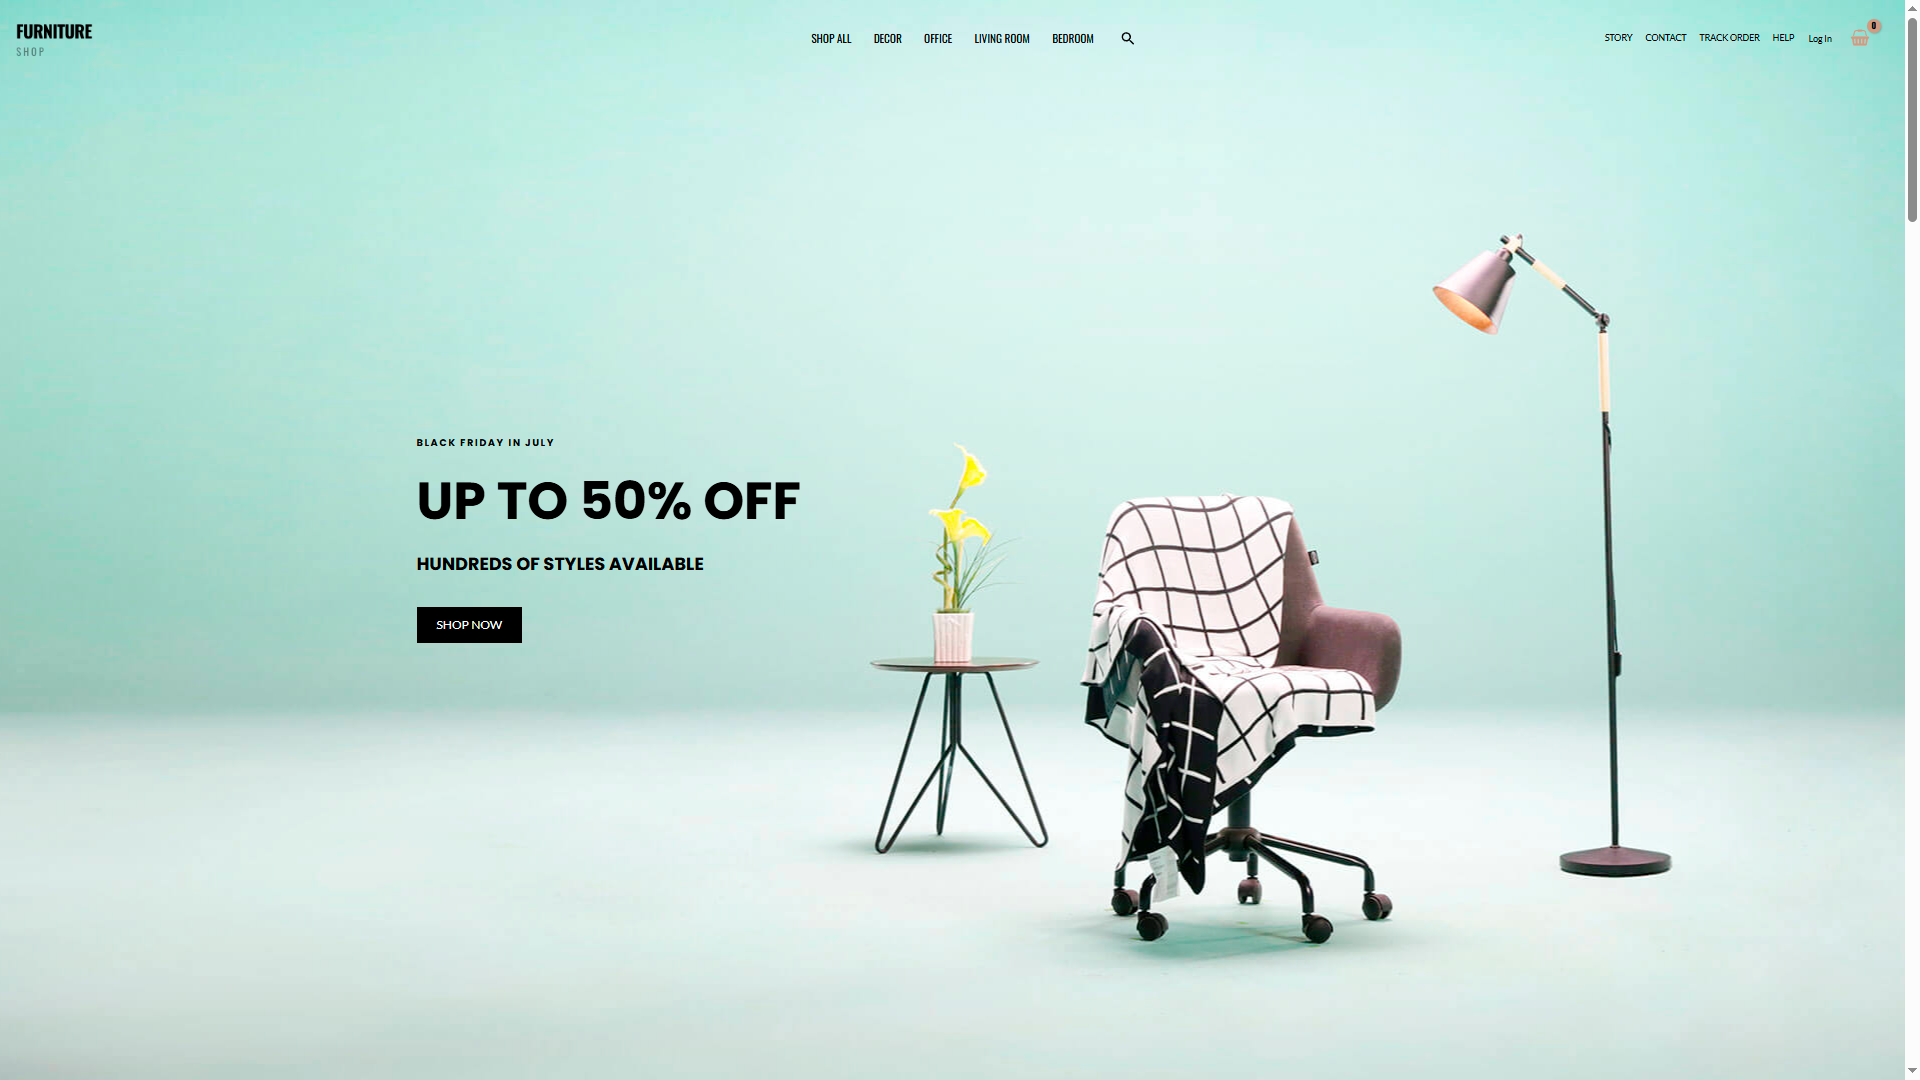 FURNITURE
SHOP
SHOP ALL DECOR OFFICE LIVING ROOM BEDROOM
STORY CONTACT TRACK ORDER HELP Log In 0
BLACK FRIDAY IN JULY
UP TO 50% OFF
HUNDREDS OF STYLES AVAILABLE
SHOP NOW